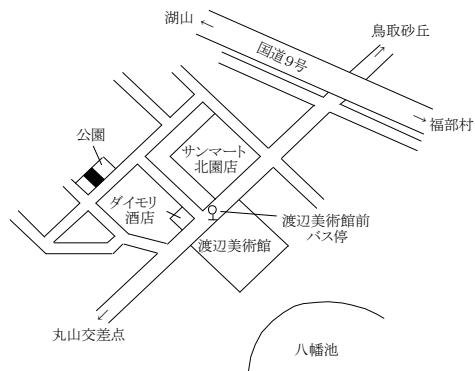 湖山
鳥取砂丘
国道9号
福部村
公園
サンマート
北園店
ダイモリ
酒店
渡辺美術館前
バス停
渡辺美術館
丸山交差点
八幡池